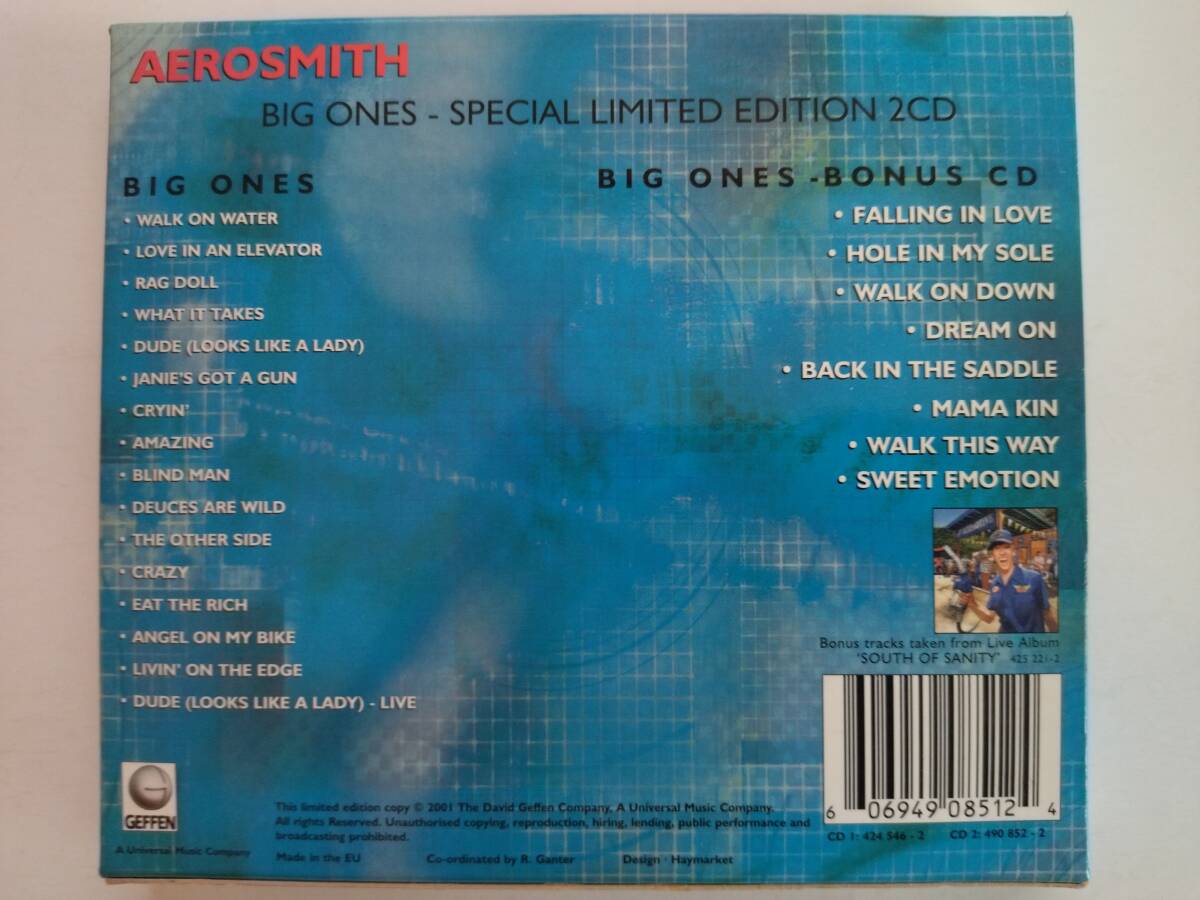 AEROSMITH
BIG ONES - SPECIAL LIMITED EDITION 2CD
BIG ONES
• WALK ON WATER
• LOVE IN AN ELEVATOR
• RAG DOLL
• WHAT IT TAKES
• DUDE (LOOKS LIKE A LADY)
• JANIE'S GOT A GUN
• CRYIN'
• AMAZING
• BLIND MAN
• DEUCES ARE WILD
• THE OTHER SIDE
• CRAZY
• EAT THE RICH
• ANGEL ON MY BIKE
• LIVIN' ON THE EDGE
• DUDE (LOOKS LIKE A LADY) - LIVE
BIG ONES -BONUS CD
• FALLING IN LOVE
• HOLE IN MY SOLE
• WALK ON DOWN
• DREAM ON
• BACK IN THE SADDLE
• MAMA KIN
• WALK THIS WAY
• SWEET EMOTION
Bonus tracks taken from Live Album
'SOUTH OF SANITY' 425 221-2
6 06949 08512 4
CD 1: 424 546 - 2 CD 2: 490 852 - 2
GEFFEN
A Universal Music Company
This limited edition copy © 2001 The David Geffen Company, A Universal Music Company.
All rights Reserved. Unauthorised copying, reproduction, hiring, lending, public performance and
broadcasting prohibited.
Made in the EU Co-ordinated by R. Ganter Design · Haymarket